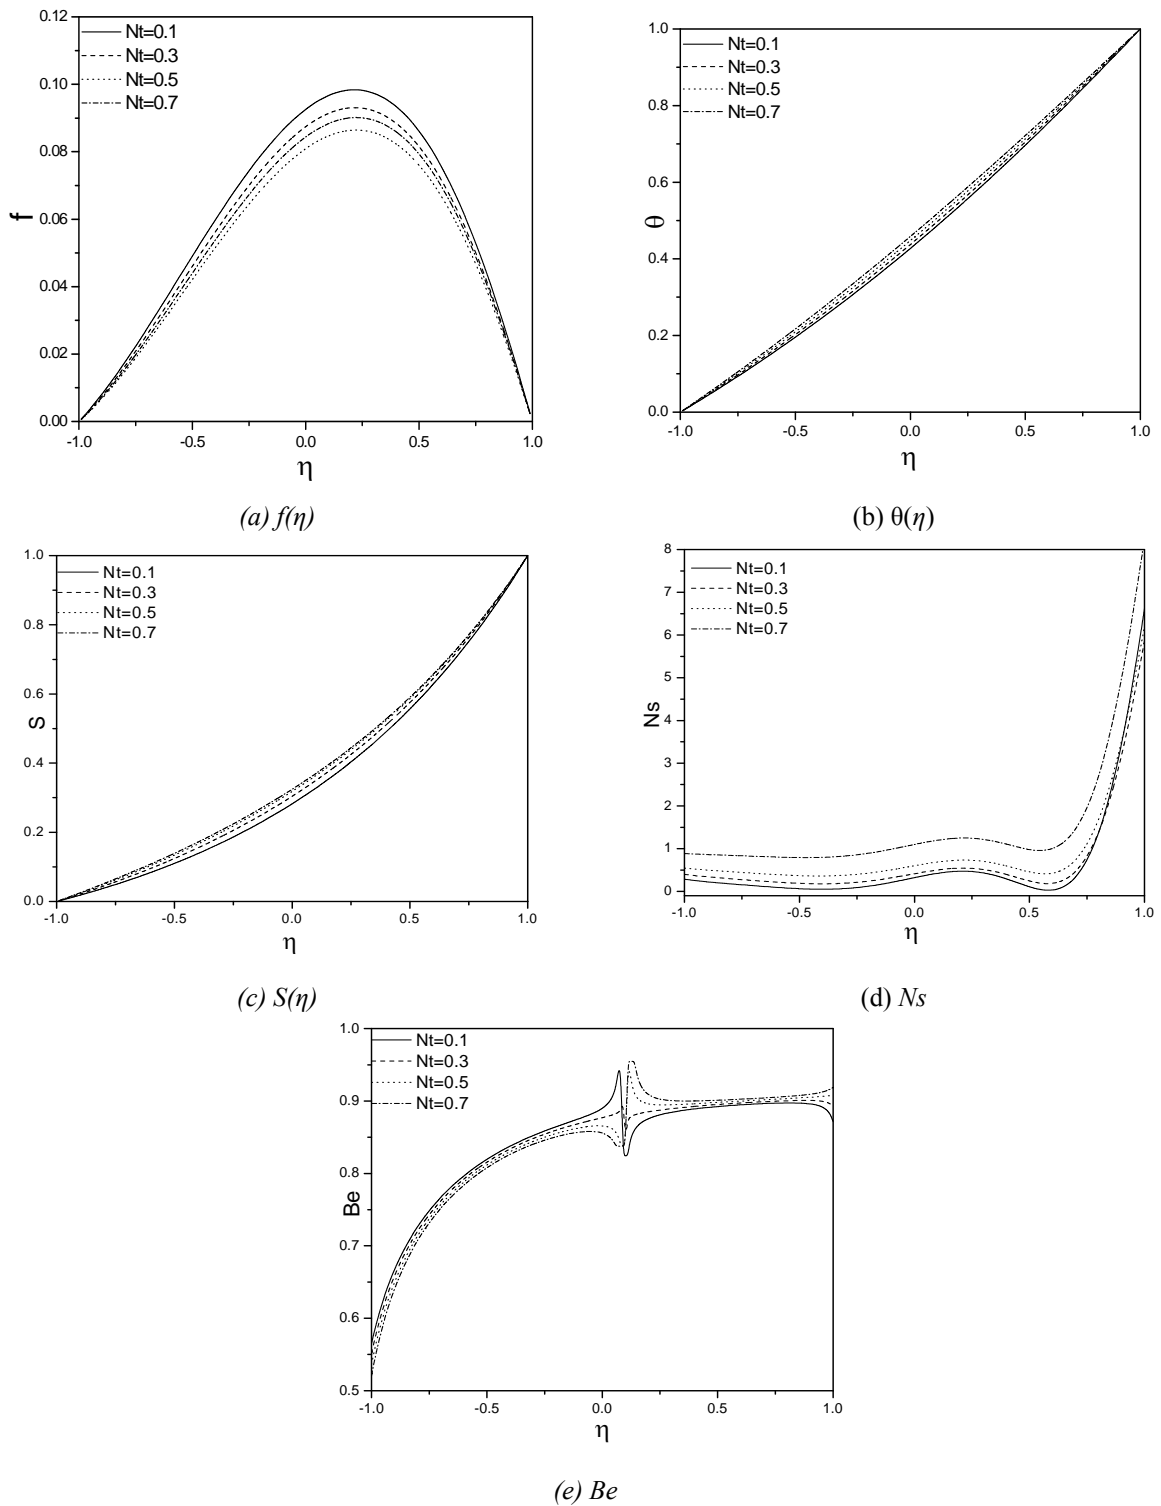 0.12
0.10
0.08
0.06
0.04
0.02
0.00
f
Nt=0.1
Nt=0.3
Nt=0.5
Nt=0.7
-1.0 -0.5 0.0 0.5 1.0
η
(a) f(η)
1.0
0.8
0.6
0.4
0.2
0.0
θ
Nt=0.1
Nt=0.3
Nt=0.5
Nt=0.7
-1.0 -0.5 0.0 0.5 1.0
η
(b) θ(η)
1.0
0.8
0.6
0.4
0.2
0.0
S
Nt=0.1
Nt=0.3
Nt=0.5
Nt=0.7
-1.0 -0.5 0.0 0.5 1.0
η
(c) S(η)
8
7
6
5
4
3
2
1
0
Ns
Nt=0.1
Nt=0.3
Nt=0.5
Nt=0.7
-1.0 -0.5 0.0 0.5 1.0
η
(d) Ns
1.0
0.9
0.8
0.7
0.6
0.5
Be
Nt=0.1
Nt=0.3
Nt=0.5
Nt=0.7
-1.0 -0.5 0.0 0.5 1.0
η
(e) Be